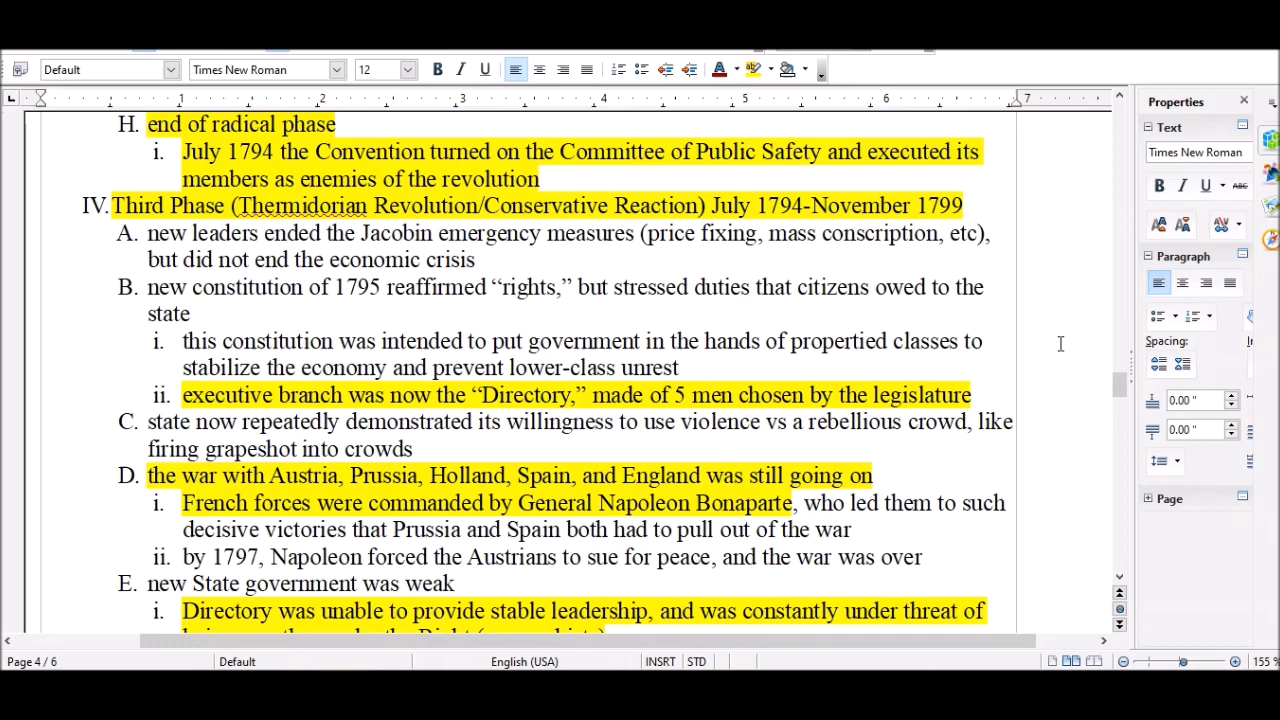 Default
Times New Roman
12
B I U
A
1 2 3 4 5 6 7
Properties
H. end of radical phase
Text
i. July 1794 the Convention turned on the Committee of Public Safety and executed its
Times New Roman
members as enemies of the revolution
B I U ABC
IV. Third Phase (Thermidorian Revolution/Conservative Reaction) July 1794-November 1799
A. new leaders ended the Jacobin emergency measures (price fixing, mass conscription, etc),
but did not end the economic crisis
Paragraph
B. new constitution of 1795 reaffirmed “rights,” but stressed duties that citizens owed to the
state
i. this constitution was intended to put government in the hands of propertied classes to
Spacing:
stabilize the economy and prevent lower-class unrest
ii. executive branch was now the “Directory,” made of 5 men chosen by the legislature
0.00 "
C. state now repeatedly demonstrated its willingness to use violence vs a rebellious crowd, like
0.00 "
firing grapeshot into crowds
D. the war with Austria, Prussia, Holland, Spain, and England was still going on
i. French forces were commanded by General Napoleon Bonaparte, who led them to such
Page
decisive victories that Prussia and Spain both had to pull out of the war
ii. by 1797, Napoleon forced the Austrians to sue for peace, and the war was over
E. new State government was weak
i. Directory was unable to provide stable leadership, and was constantly under threat of
Page 4 / 6
Default
English (USA)
INSRT
STD
155 %